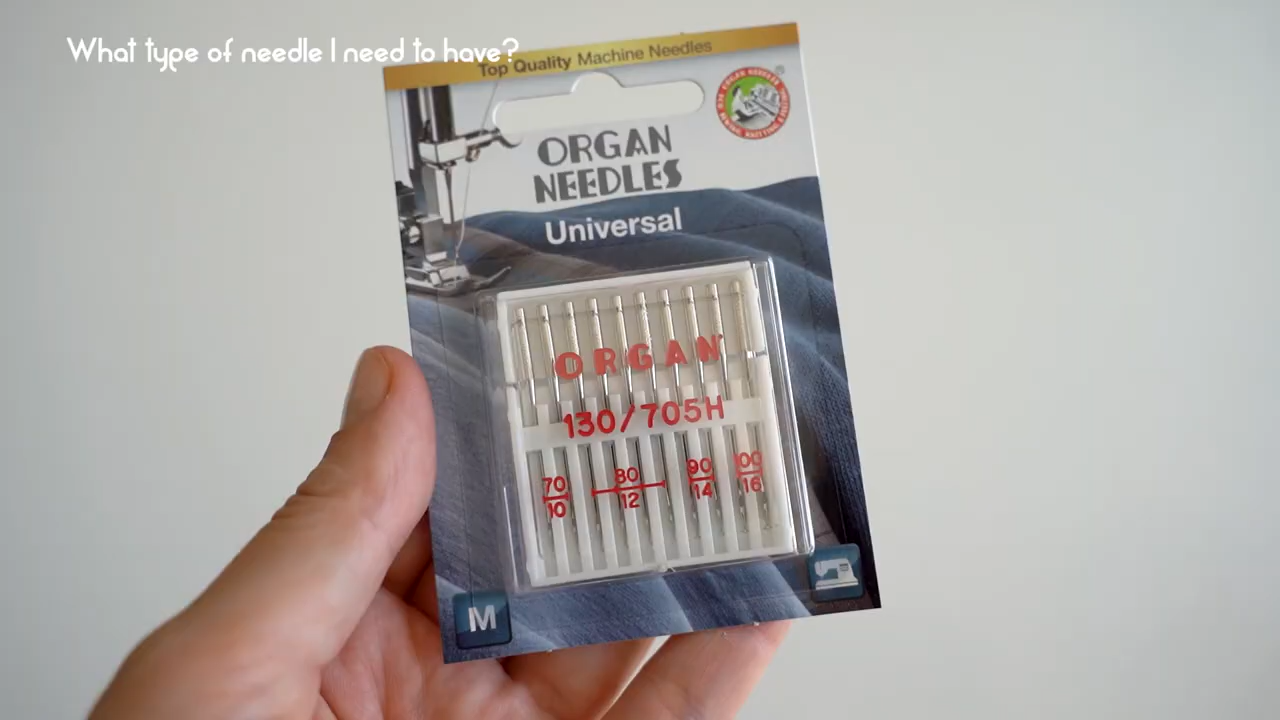 What type of needle I need to have?
Top Quality Machine Needles
ORGAN
NEEDLES
Universal
ORGAN
130/705H
70 80 90 100
10 12 14 16
M